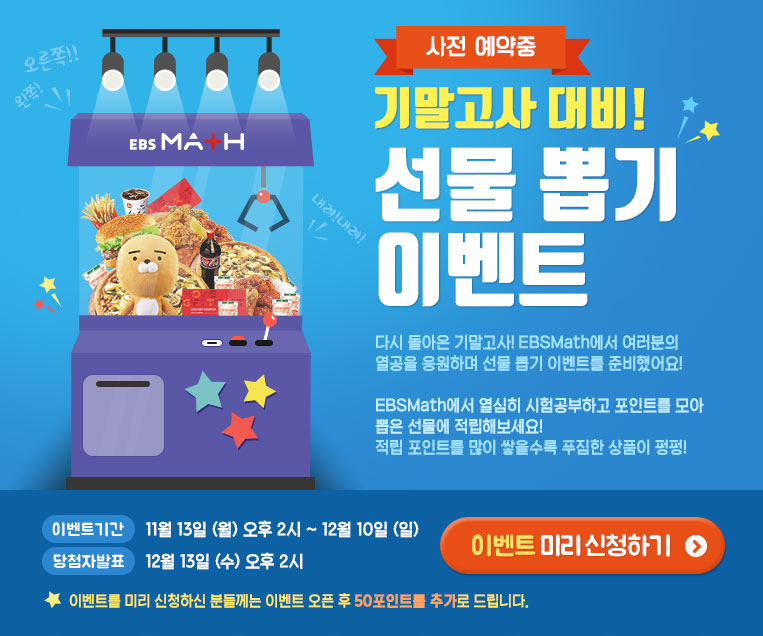 사전 예약중
오른쪽!!
왼쪽!
기말고사 대비!
EBS MATH
선물 뽑기
이벤트
내려!내려!
다시 돌아온 기말고사! EBSMath에서 여러분의
열공을 응원하며 선물 뽑기 이벤트를 준비했어요!
EBSMath에서 열심히 시험공부하고 포인트를 모아
뽑은 선물에 적립해보세요!
적립 포인트를 많이 쌓을수록 푸짐한 상품이 펑펑!
이벤트기간 11월 13일 (월) 오후 2시 ~ 12월 10일 (일)
당첨자발표 12월 13일 (수) 오후 2시
이벤트 미리 신청하기
이벤트를 미리 신청하신 분들께는 이벤트 오픈 후 50포인트를 추가로 드립니다.